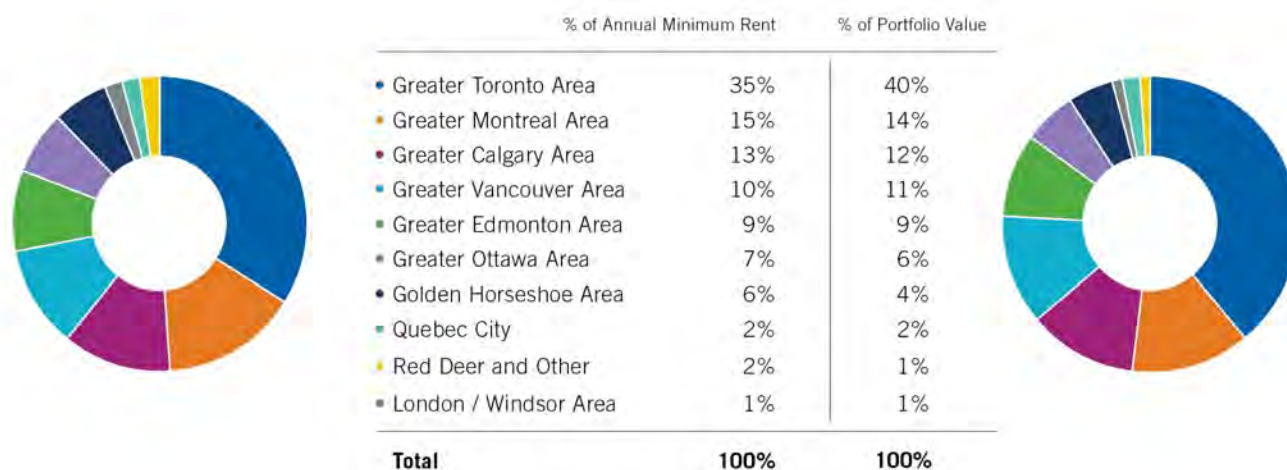 % of Annual Minimum Rent % of Portfolio Value
Greater Toronto Area 35% 40%
Greater Montreal Area 15% 14%
Greater Calgary Area 13% 12%
Greater Vancouver Area 10% 11%
Greater Edmonton Area 9% 9%
Greater Ottawa Area 7% 6%
Golden Horseshoe Area 6% 4%
Quebec City 2% 2%
Red Deer and Other 2% 1%
London / Windsor Area 1% 1%
Total 100% 100%